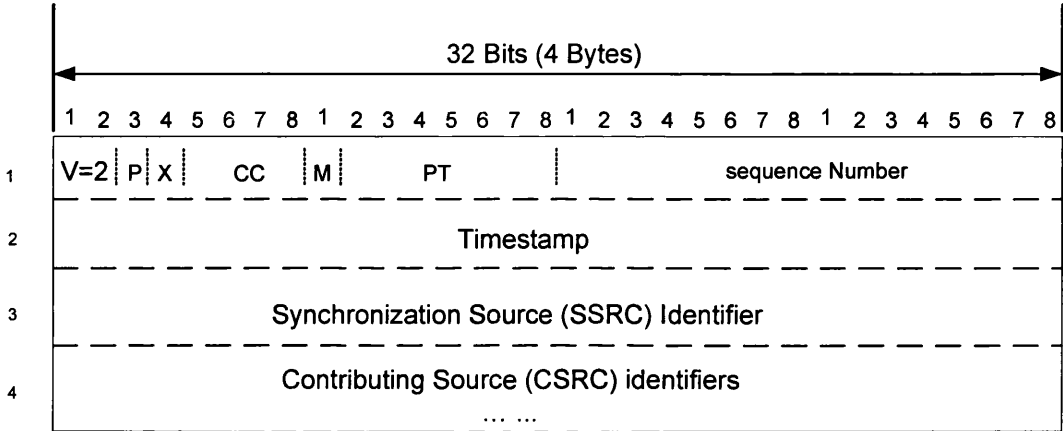 32 Bits (4 Bytes)
1 2 3 4 5 6 7 8 1 2 3 4 5 6 7 8 1 2 3 4 5 6 7 8 1 2 3 4 5 6 7 8
1 V=2 P X CC M PT sequence Number
2 Timestamp
3 Synchronization Source (SSRC) Identifier
4 Contributing Source (CSRC) identifiers
... ...